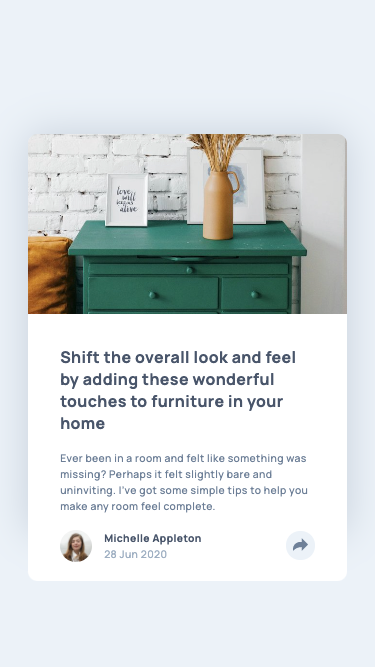 love
will
keep us
alive
Shift the overall look and feel
by adding these wonderful
touches to furniture in your
home
Ever been in a room and felt like something was
missing? Perhaps it felt slightly bare and
uninviting. I've got some simple tips to help you
make any room feel complete.
Michelle Appleton
28 Jun 2020